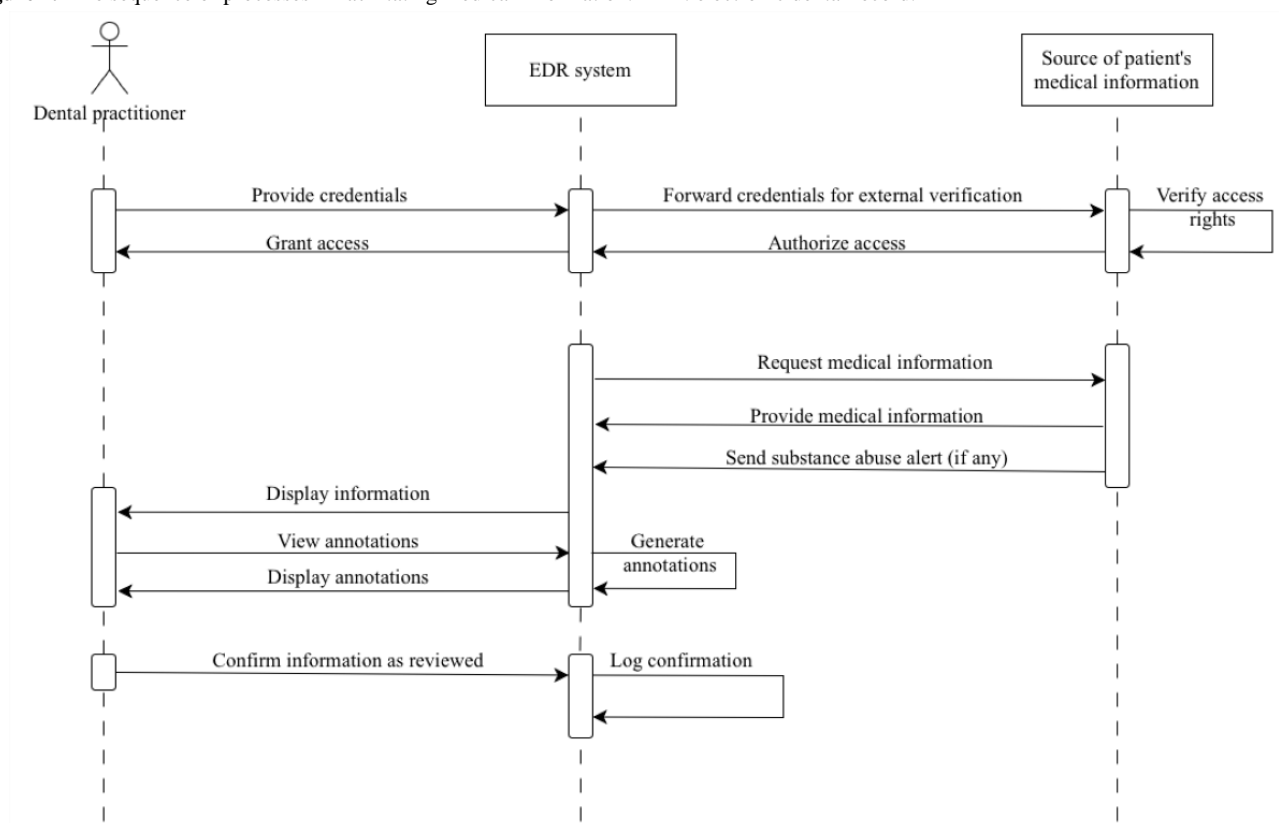 Source of patient's
medical information
EDR system
Dental practitioner
Provide credentials
Forward credentials for external verification
Verify access
rights
Grant access
Authorize access
Request medical information
Provide medical information
Send substance abuse alert (if any)
Display information
View annotations
Generate
annotations
Display annotations
Confirm information as reviewed
Log confirmation